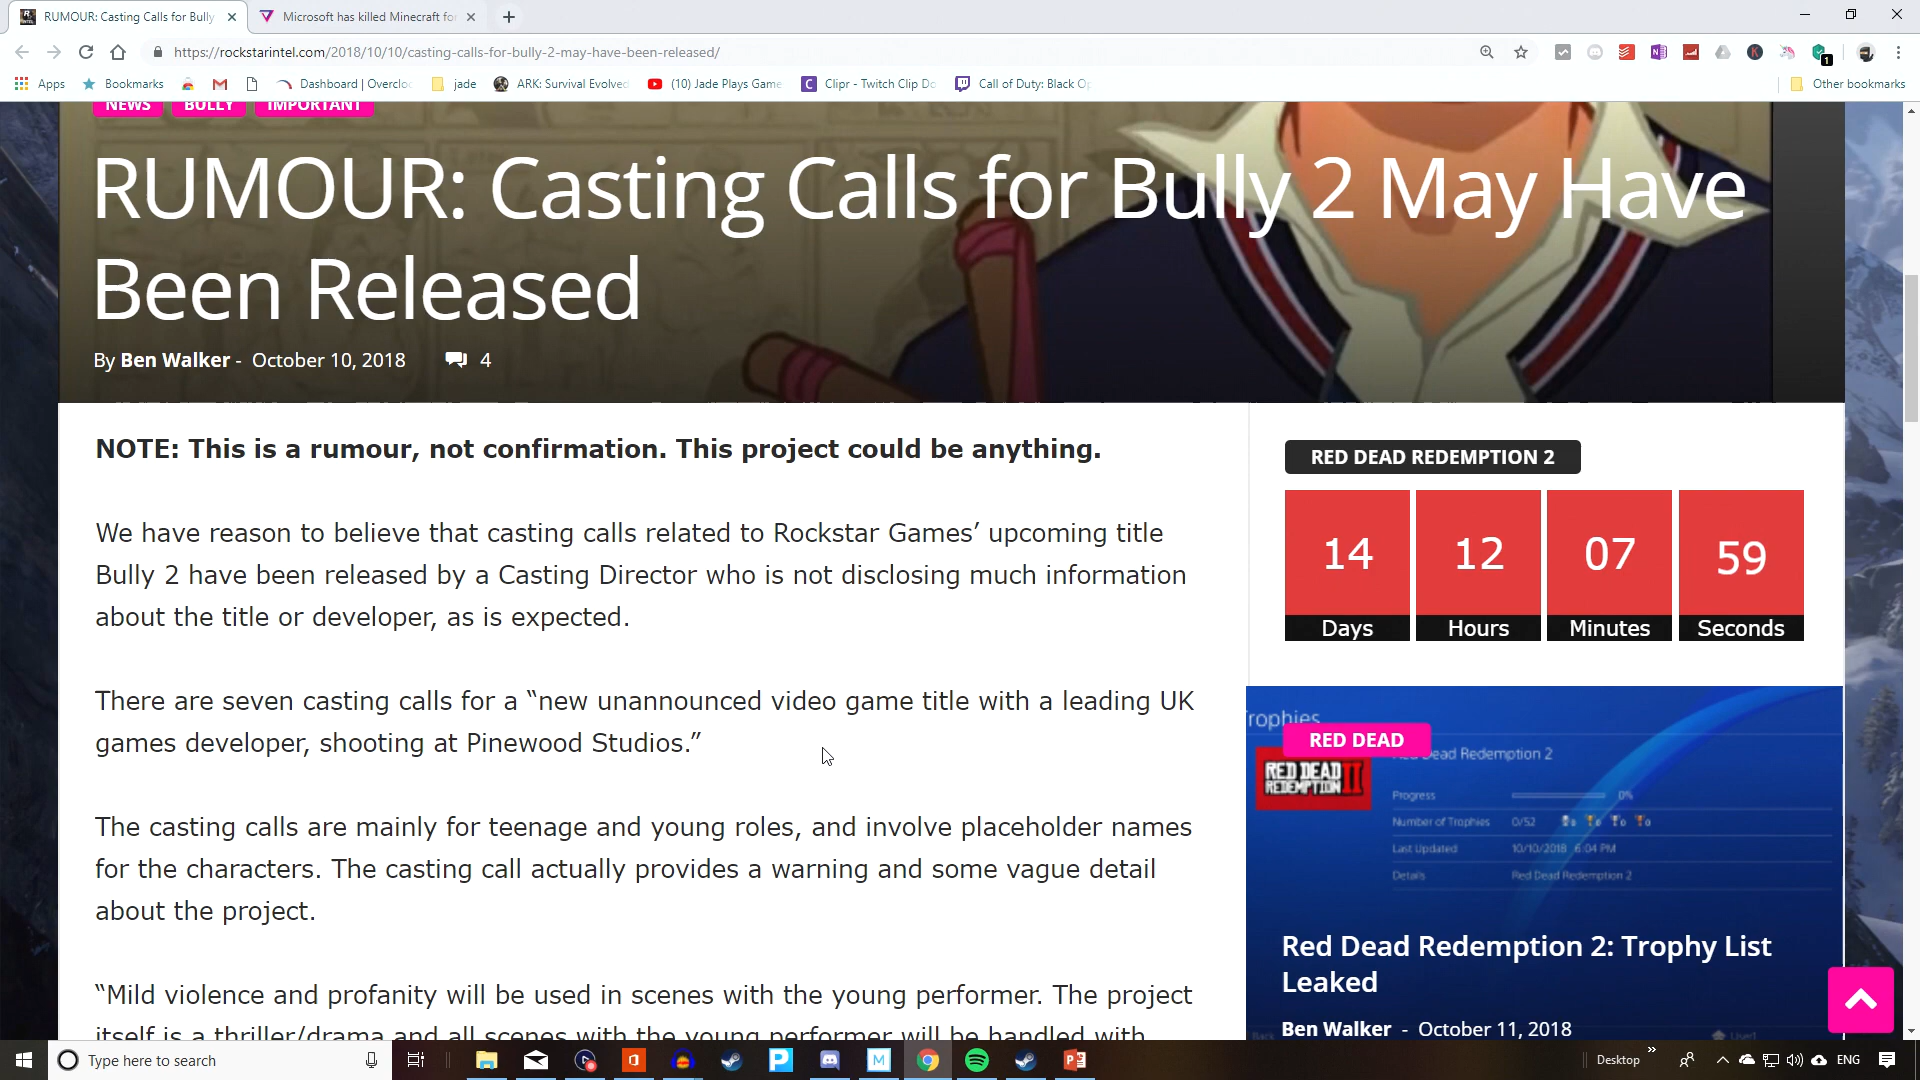 RUMOUR: Casting Calls for Bully
Microsoft has killed Minecraft fo
https://rockstarintel.com/2018/10/10/casting-calls-for-bully-2-may-have-been-released/
1
Apps
Bookmarks
Dashboard | Overcloc
jade
ARK: Survival Evolved
(10) Jade Plays Game
Clipr - Twitch Clip Do
Call of Duty: Black Op
Other bookmarks
NEWS
BULLY
IMPORTANT
RUMOUR: Casting Calls for Bully 2 May Have
Been Released
By Ben Walker - October 10, 2018 4
NOTE: This is a rumour, not confirmation. This project could be anything.
We have reason to believe that casting calls related to Rockstar Games’ upcoming title
Bully 2 have been released by a Casting Director who is not disclosing much information
about the title or developer, as is expected.
There are seven casting calls for a “new unannounced video game title with a leading UK
games developer, shooting at Pinewood Studios.”
The casting calls are mainly for teenage and young roles, and involve placeholder names
for the characters. The casting call actually provides a warning and some vague detail
about the project.
“Mild violence and profanity will be used in scenes with the young performer. The project
itself is a thriller/drama and all scenes with the young performer will be handled with
RED DEAD REDEMPTION 2
14 12 07 59
Days Hours Minutes Seconds
rophies
RED DEAD
ead Redemption 2
RED DEAD
REDEMPTION II
Progress 0%
Number of Trophies 0/52
Last Updated 10/10/2018 6:04 PM
Details Red Dead Redemption 2
Red Dead Redemption 2: Trophy List
Leaked
Ben Walker - October 11, 2018
Type here to search
Desktop
ENG